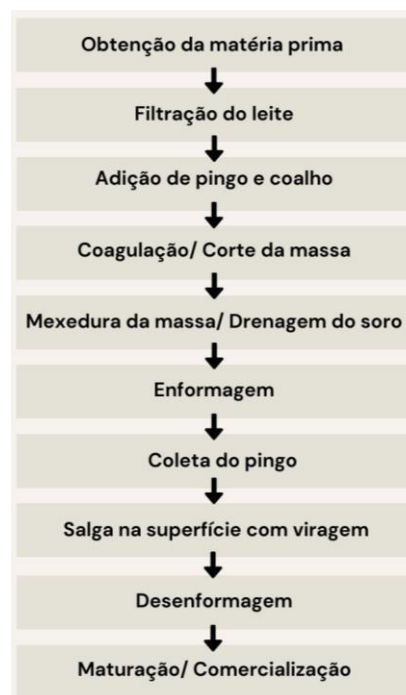 Obtenção da matéria prima
Filtração do leite
Adição de pingo e coalho
Coagulação/ Corte da massa
Mexedura da massa/ Drenagem do soro
Enformagem
Coleta do pingo
Salga na superfície com viragem
Desenformagem
Maturação/ Comercialização